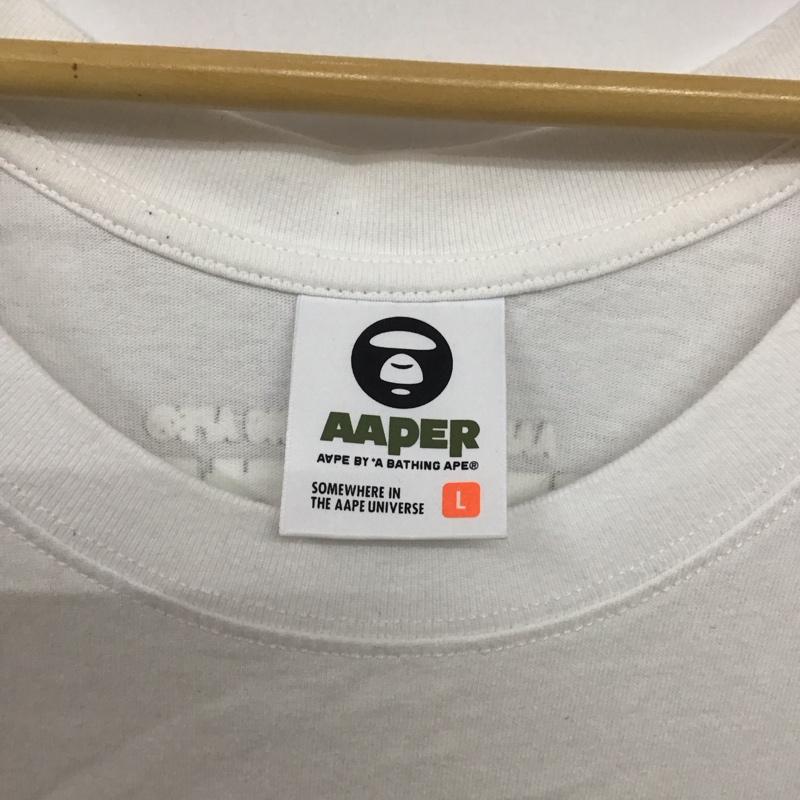 AAPER
AAPE BY *A BATHING APE®
SOMEWHERE IN
THE AAPE UNIVERSE
L